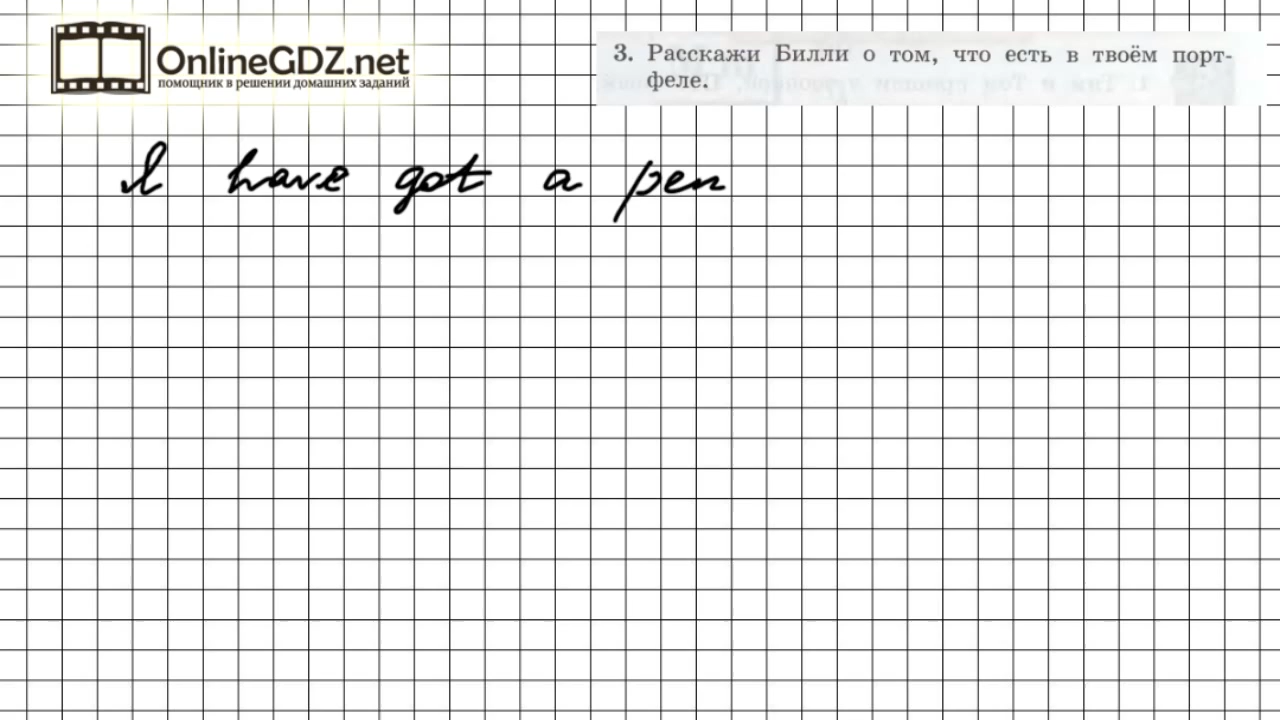 OnlineGDZ.net
помощник в решении домашних заданий
3. Расскажи Билли о том, что есть в твоём порт-
феле.
I have got a pen